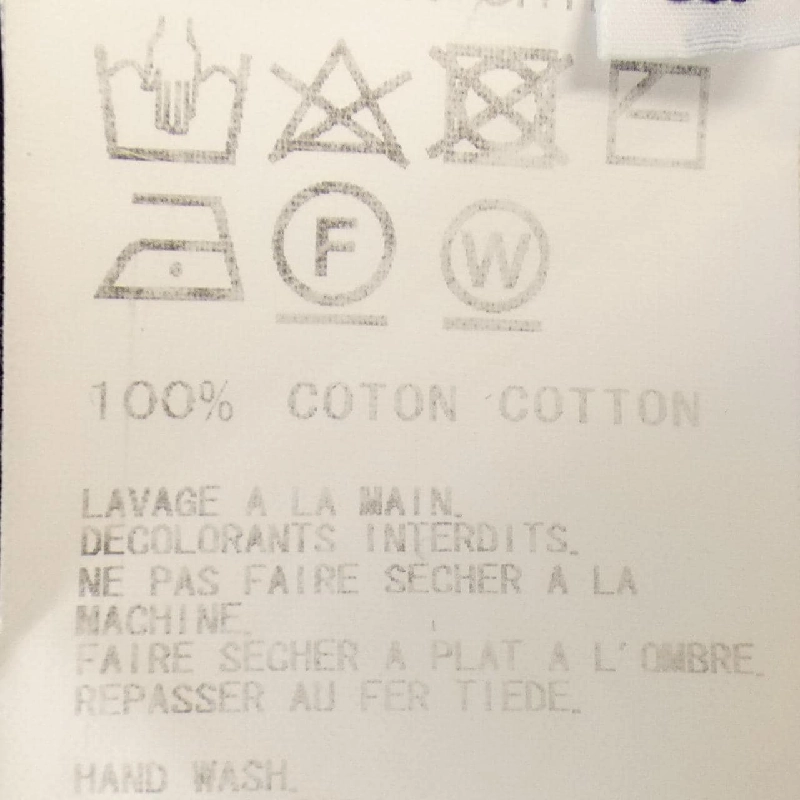 F W
100% COTON COTTON
LAVAGE A LA MAIN.
DECOLORANTS INTERDITS.
NE PAS FAIRE SECHER A LA
MACHINE.
FAIRE SECHER A PLAT A L'OMBRE.
REPASSER AU FER TIEDE.
HAND WASH.